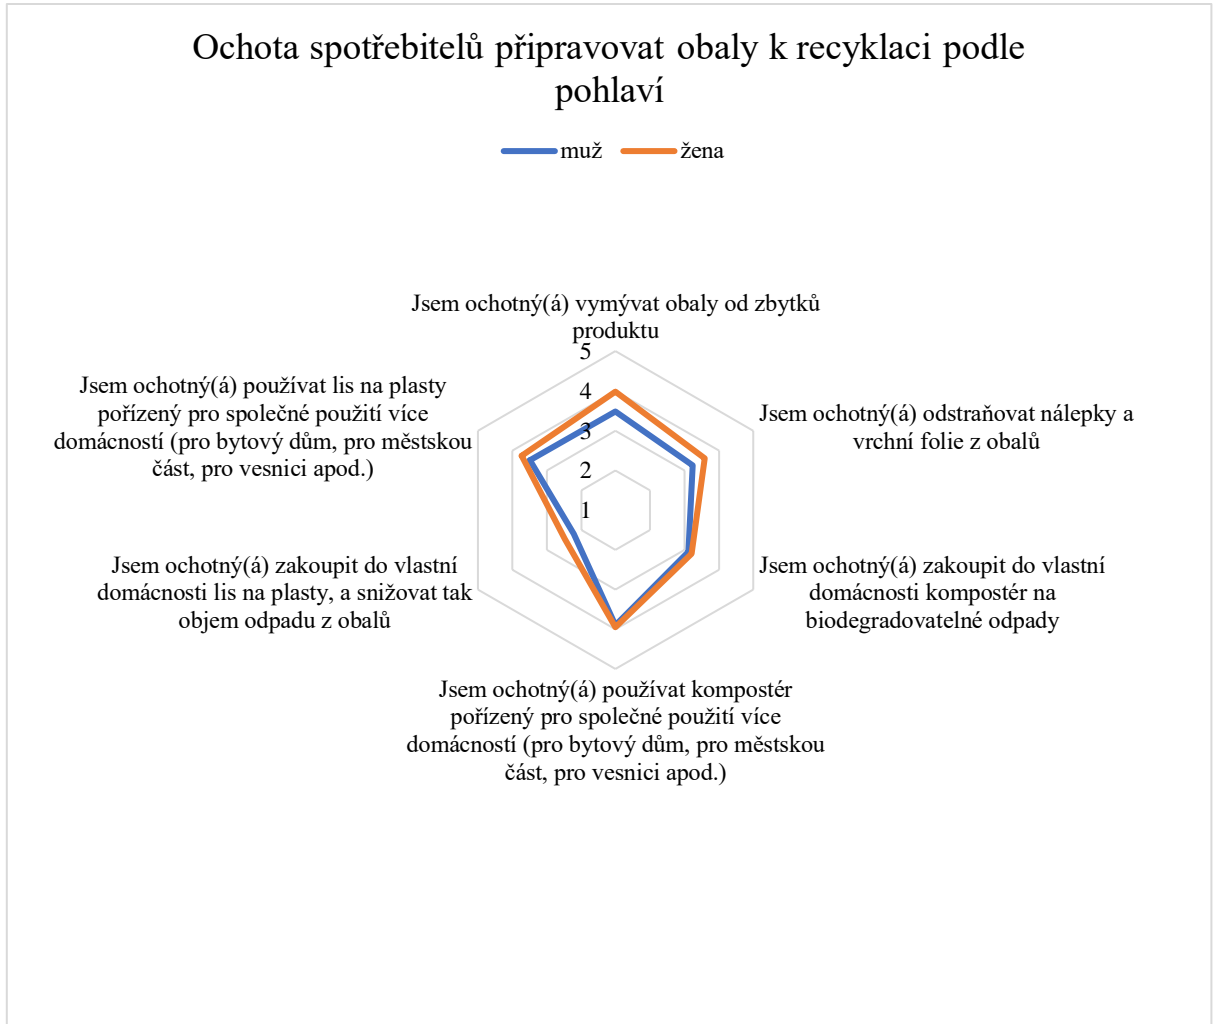 Ochota spotřebitelů připravovat obaly k recyklaci podle
pohlaví
muž
žena
Jsem ochotný(á) vymývat obaly od zbytků
produktu
5
4
3
2
1
Jsem ochotný(á) odstraňovat nálepky a
vrchní folie z obalů
Jsem ochotný(á) zakoupit do vlastní
domácnosti kompostér na
biodegradovatelné odpady
Jsem ochotný(á) používat kompostér
pořízený pro společné použití více
domácností (pro bytový dům, pro městskou
část, pro vesnici apod.)
Jsem ochotný(á) zakoupit do vlastní
domácnosti lis na plasty, a snižovat tak
objem odpadu z obalů
Jsem ochotný(á) používat lis na plasty
pořízený pro společné použití více
domácností (pro bytový dům, pro městskou
část, pro vesnici apod.)